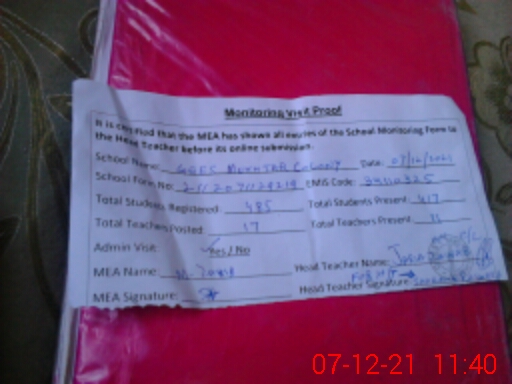 Monitoring Visit Proof
It is certified that the MEA has shown all entries of the School Monitoring Form to
the Head Teacher before its online submission.
School Name: GGES MUKHTAR COLONY Date: 07/12/2021
School Form No: EMIS Code:
Total Students Registered: 485 Total Students Present: 417
Total Teachers Posted: 17 Total Teachers Present: 11
Admin Visit: Yes / No
MEA Name: Head Teacher Name:
MEA Signature: Head Teacher Signature:
07-12-21 11:40